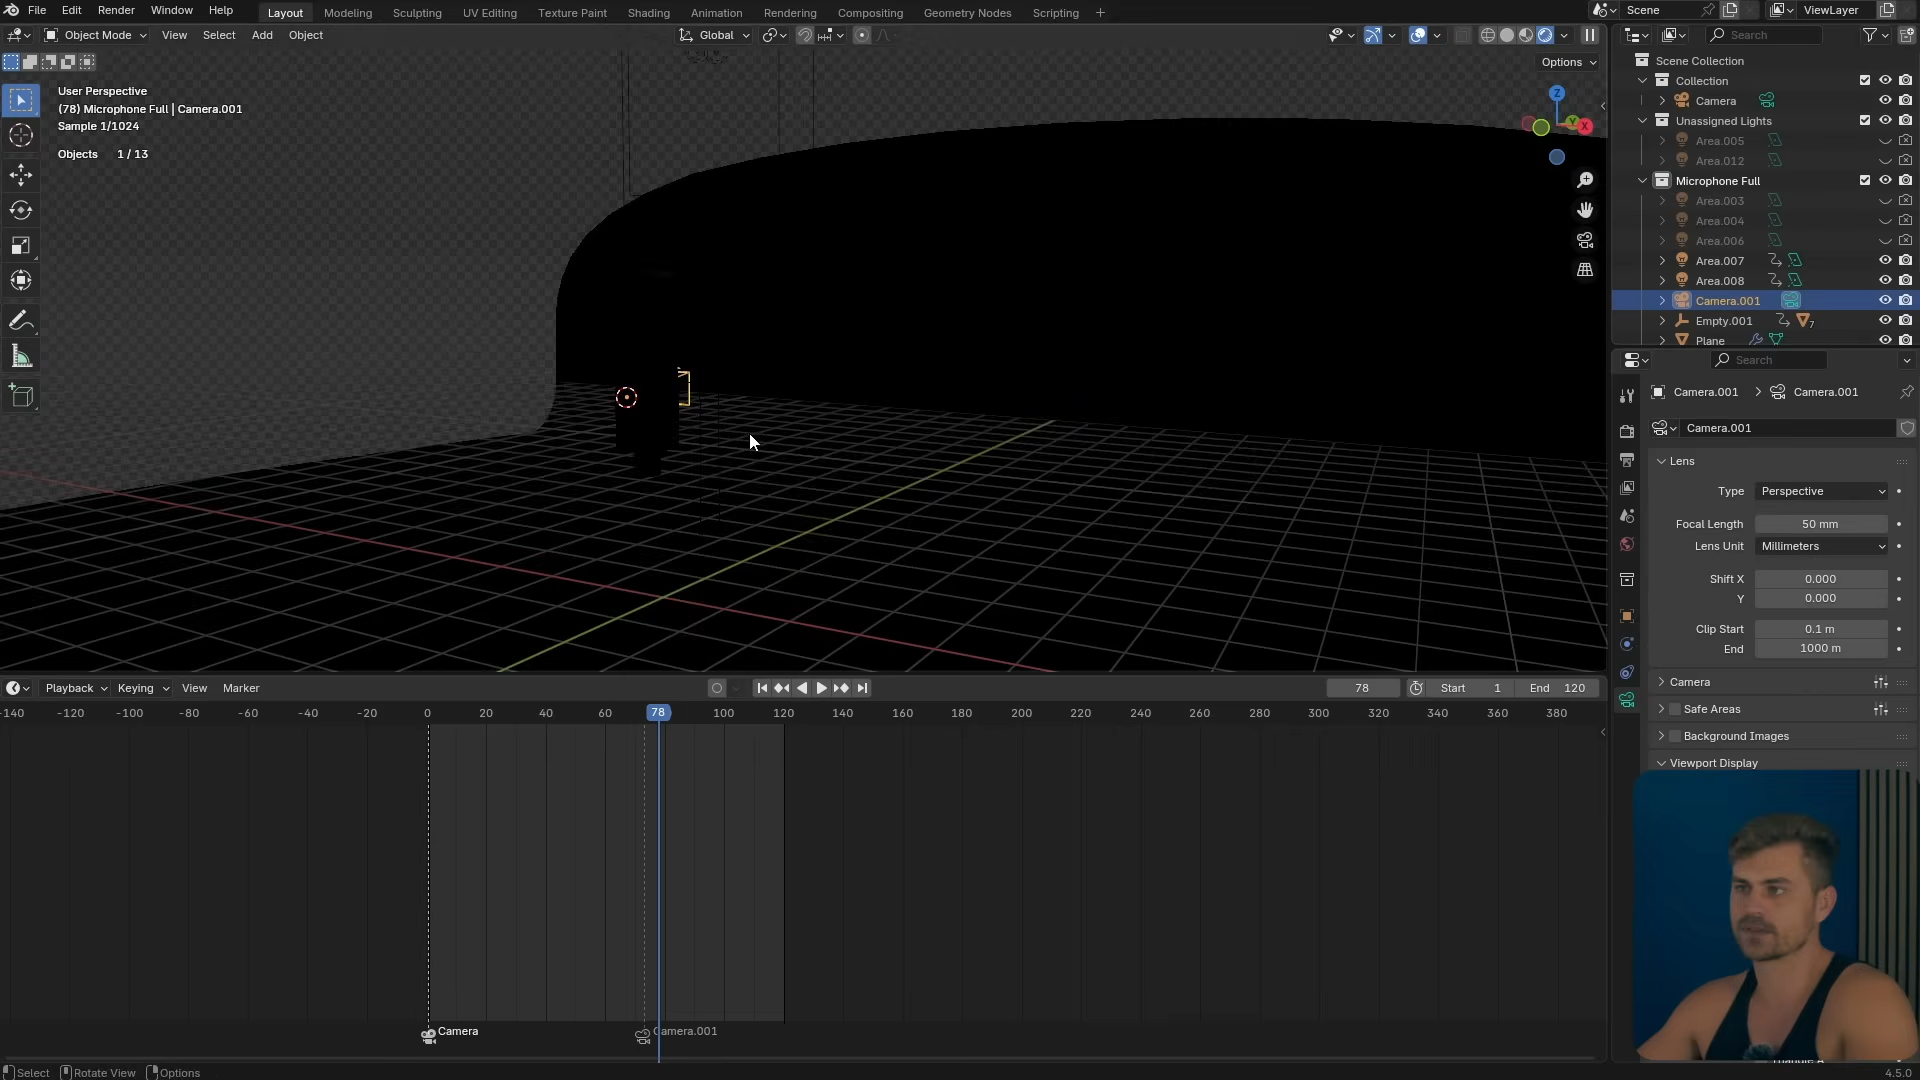 File Edit Render Window Help Layout Modeling Sculpting UV Editing Texture Paint Shading Animation Rendering Compositing Geometry Nodes Scripting + Scene ViewLayer
Object Mode View Select Add Object Global Search
Options
User Perspective
(78) Microphone Full | Camera.001
Sample 1/1024
Objects 1 / 13
Z
Y
X
Scene Collection
Collection
Camera
Unassigned Lights
Area.005
Area.012
Microphone Full
Area.003
Area.004
Area.006
Area.007
Area.008
Camera.001
Empty.001 7
Plane
Search
Camera.001 > Camera.001
Camera.001
Lens
Type Perspective
Focal Length 50 mm
Lens Unit Millimeters
Shift X 0.000
Y 0.000
Clip Start 0.1 m
End 1000 m
Camera
Safe Areas
Background Images
Viewport Display
Playback Keying View Marker 78 Start 1 End 120
-140 -120 -100 -80 -60 -40 -20 0 20 40 60 78 100 120 140 160 180 200 220 240 260 280 300 320 340 360 380
Camera Camera.001
Select Rotate View Options 4.5.0